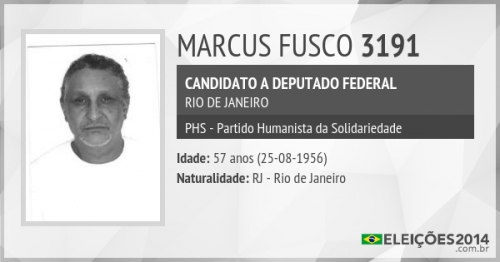 MARCUS FUSCO 3191
CANDIDATO A DEPUTADO FEDERAL
RIO DE JANEIRO
PHS - Partido Humanista da Solidariedade
Idade: 57 anos (25-08-1956)
Naturalidade: RJ - Rio de Janeiro
ELEIÇÕES2014
.com.br